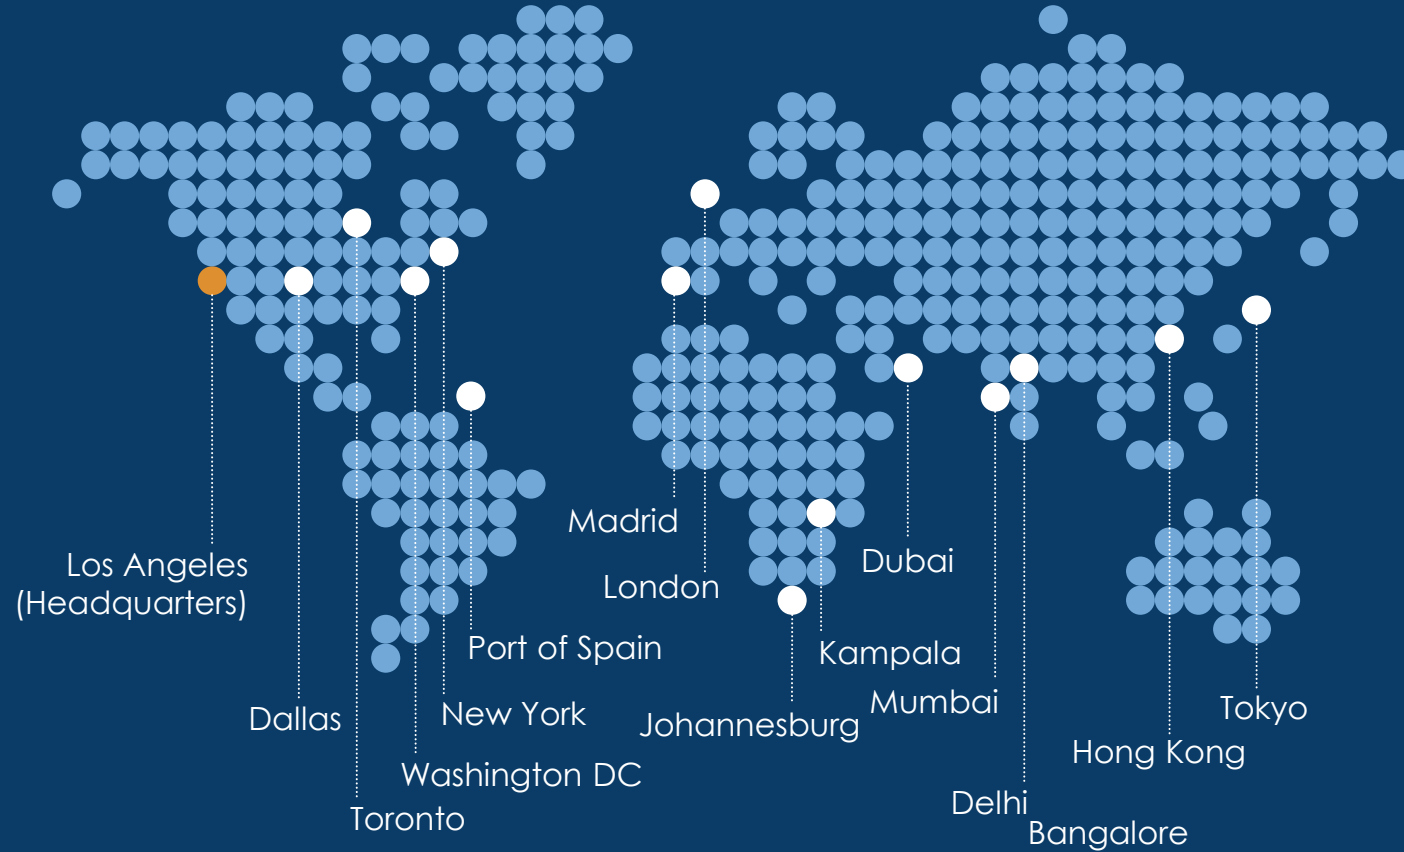 Madrid
Dubai
Los Angeles
(Headquarters)
London
Port of Spain
Kampala
Mumbai
Dallas
New York
Johannesburg
Tokyo
Hong Kong
Washington DC
Toronto
Delhi
Bangalore